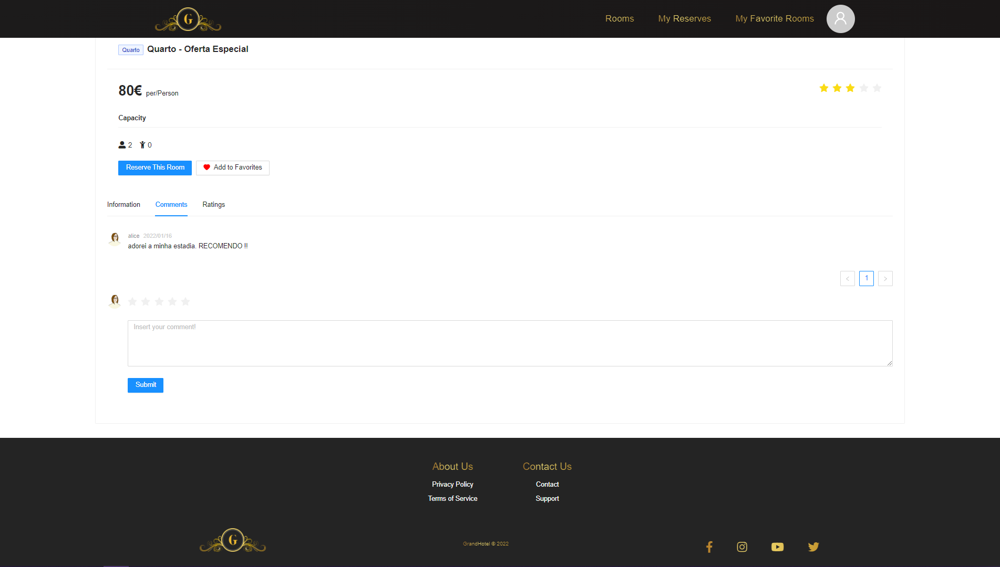 G
Rooms My Reserves My Favorite Rooms
Quarto Quarto - Oferta Especial
80€ per/Person
Capacity
2 0
Reserve This Room Add to Favorites
Information Comments Ratings
alice 2022/01/16
adorei a minha estadia. RECOMENDO !!
< 1 >
Insert your comment!
Submit
About Us Contact Us
Privacy Policy Contact
Terms of Service Support
G
GrandHotel © 2022